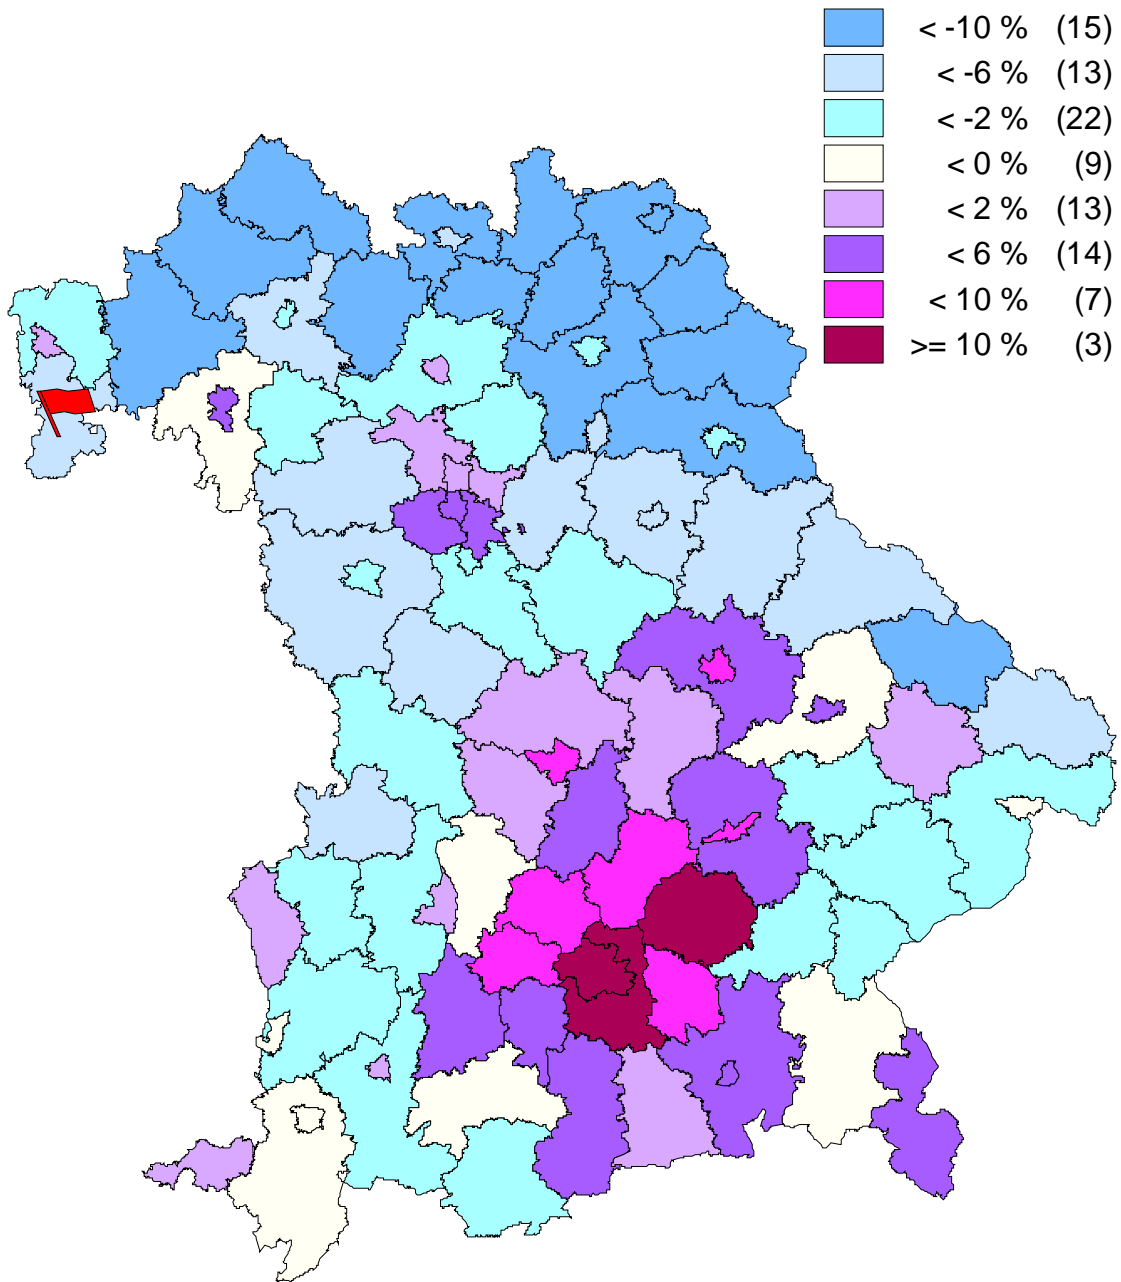 < -10 % (15)
< -6 % (13)
< -2 % (22)
< 0 % (9)
< 2 % (13)
< 6 % (14)
< 10 % (7)
>= 10 % (3)